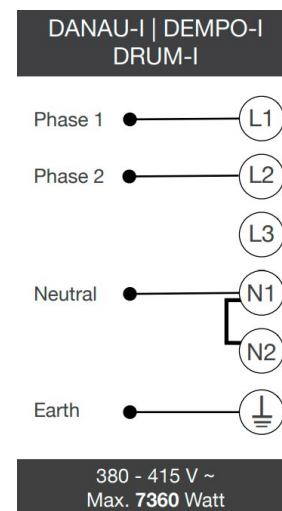 DANAU-I | DEMPO-I
DRUM-I
Phase 1 L1
Phase 2 L2
L3
Neutral N1
N2
Earth
380 - 415 V ~
Max. 7360 Watt